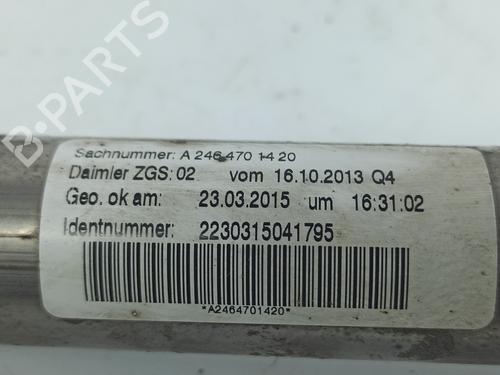 Sachnummer: A 246 470 14 20
Daimler ZGS: 02 vom 16.10.2013 Q4
Geo. ok am: 23.03.2015 um 16:31:02
Identnummer: 2230315041795
*A2464701420*
B-PARTS